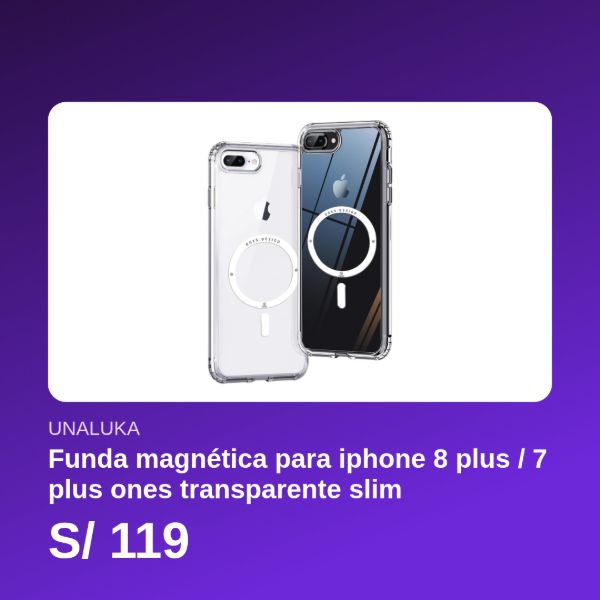 UNALUKA
Funda magnética para iphone 8 plus / 7
plus ones transparente slim
S/ 119